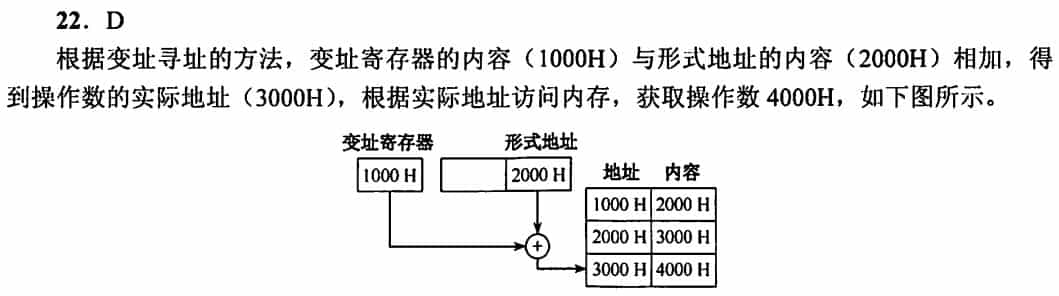 22．D
根据变址寻址的方法，变址寄存器的内容（1000H）与形式地址的内容（2000H）相加，得
到操作数的实际地址（3000H），根据实际地址访问内存，获取操作数 4000H，如下图所示。
变址寄存器 形式地址
1000 H 2000 H
地址 内容
1000 H 2000 H
2000 H 3000 H
+
3000 H 4000 H